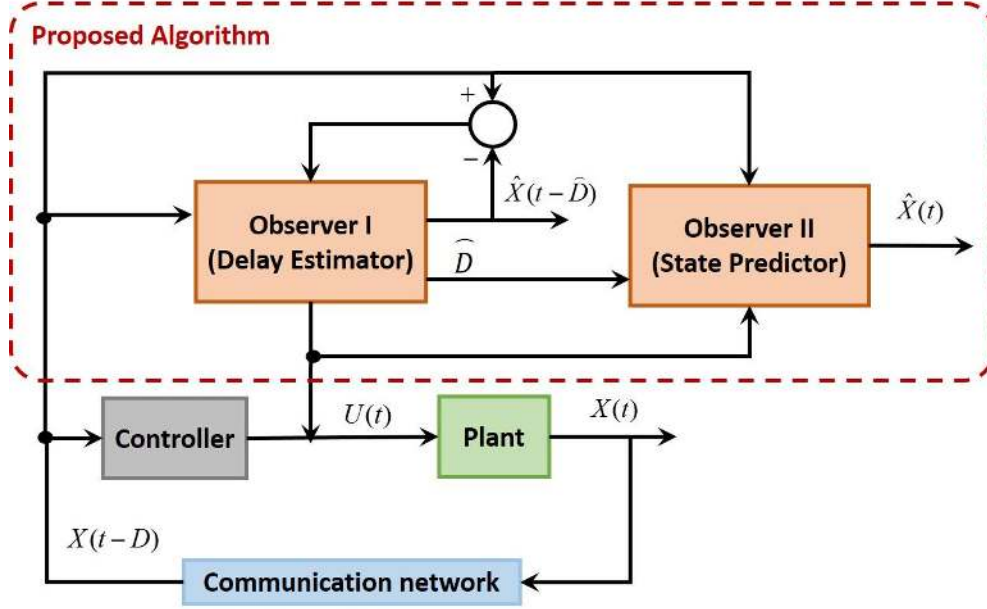 Proposed Algorithm
+
−
X̂(t − D̂)
Observer I
(Delay Estimator)
D̂
Observer II
(State Predictor)
X̂(t)
Controller
U(t)
Plant
X(t)
X(t − D)
Communication network